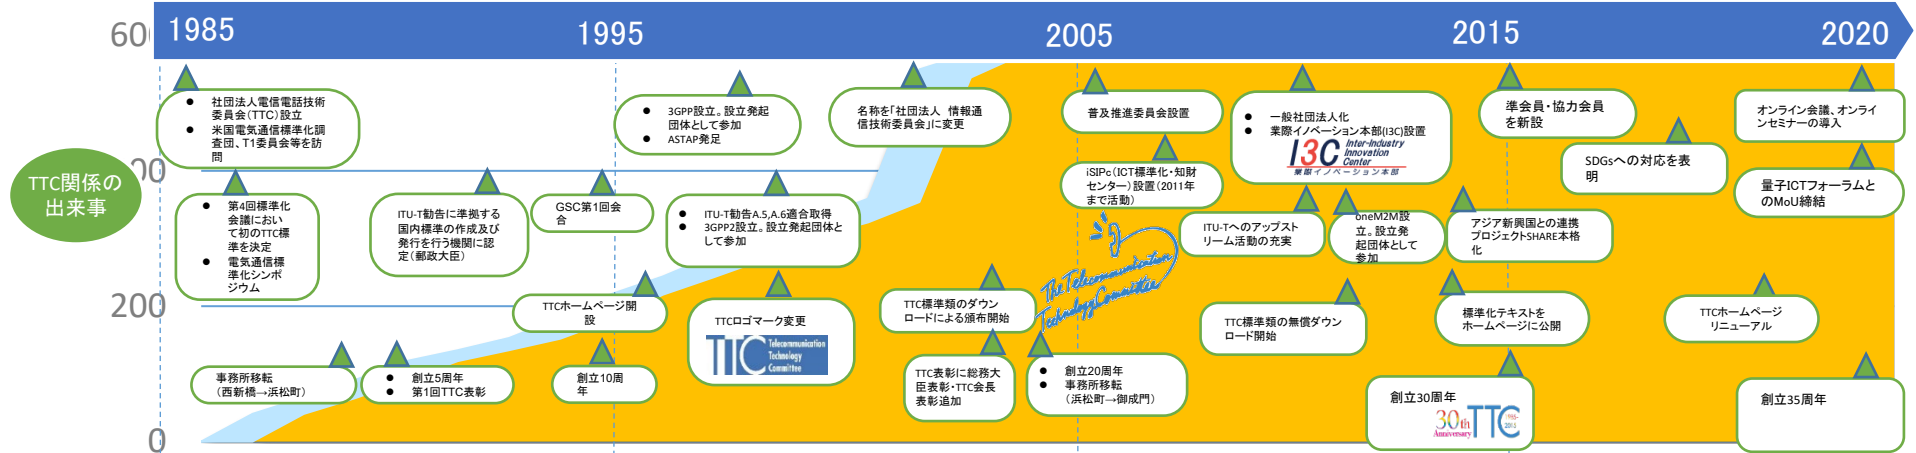 1985
1995
2005
2015
2020
600
00
200
0
TTC関係の
出来事
● 社団法人電信電話技術
委員会(TTC)設立
● 米国電気通信標準化調
査団、T1委員会等を訪
問
● 3GPP設立。設立発起
団体として参加
● ASTAP発足
名称を「社団法人 情報通
信技術委員会」に変更
普及推進委員会設置
● 一般社団法人化
● 業際イノベーション本部(I3C)設置
I3C Inter-Industry
Innovation
Center
業際イノベーション本部
準会員・協力会員
を新設
オンライン会議、オンライ
ンセミナーの導入
SDGsへの対応を表
明
iSIPc(ICT標準化・知財
センター)設置(2011年
まで活動)
量子ICTフォーラムと
のMoU締結
● 第4回標準化
会議におい
て初のTTC標
準を決定
● 電気通信標
準化シンポ
ジウム
ITU-T勧告に準拠する
国内標準の作成及び
発行を行う機関に認
定(郵政大臣)
GSC第1回会
合
● ITU-T勧告A.5,A.6適合取得
● 3GPP2設立。設立発起団体と
して参加
ITU-Tへのアップスト
リーム活動の充実
oneM2M設
立。設立発
起団体として
参加
アジア新興国との連携
プロジェクトSHARE本格
化
The Telecommunication
Technology Committee
TTCホームページ開
設
TTCロゴマーク変更
TTC Telecommunication
Technology
Committee
TTC標準類のダウン
ロードによる頒布開始
TTC標準類の無償ダウン
ロード開始
標準化テキストを
ホームページに公開
TTCホームページ
リニューアル
事務所移転
(西新橋→浜松町)
● 創立5周年
● 第1回TTC表彰
創立10周
年
TTC表彰に総務大
臣表彰・TTC会長
表彰追加
● 創立20周年
● 事務所移転
(浜松町→御成門)
創立30周年
30th
Anniversary
TTC
1985-
2015
創立35周年